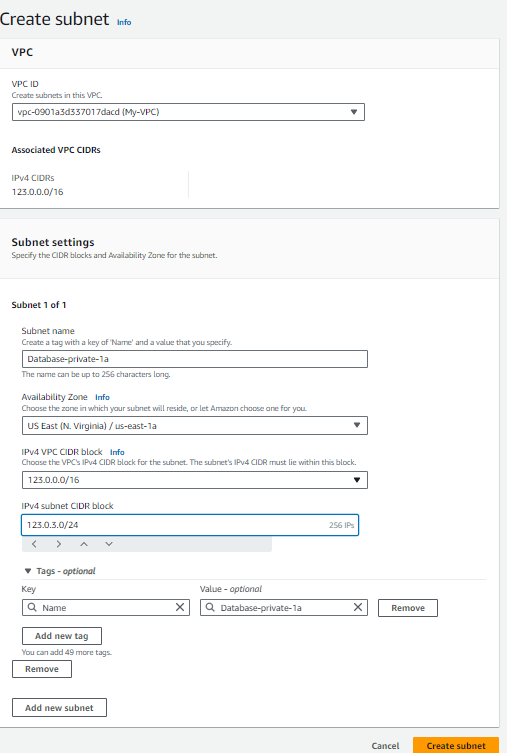 Create subnet Info
VPC
VPC ID
Create subnets in this VPC.
vpc-0901a3d337017dacd (My-VPC)
Associated VPC CIDRs
IPv4 CIDRs
123.0.0.0/16
Subnet settings
Specify the CIDR blocks and Availability Zone for the subnet.
Subnet 1 of 1
Subnet name
Create a tag with a key of 'Name' and a value that you specify.
Database-private-1a
The name can be up to 256 characters long.
Availability Zone Info
Choose the zone in which your subnet will reside, or let Amazon choose one for you.
US East (N. Virginia) / us-east-1a
IPv4 VPC CIDR block Info
Choose the VPC's IPv4 CIDR block for the subnet. The subnet's IPv4 CIDR must lie within this block.
123.0.0.0/16
IPv4 subnet CIDR block
123.0.3.0/24 256 IPs
Tags - optional
Key Value - optional
Name Database-private-1a Remove
Add new tag
You can add 49 more tags.
Remove
Add new subnet
Cancel Create subnet